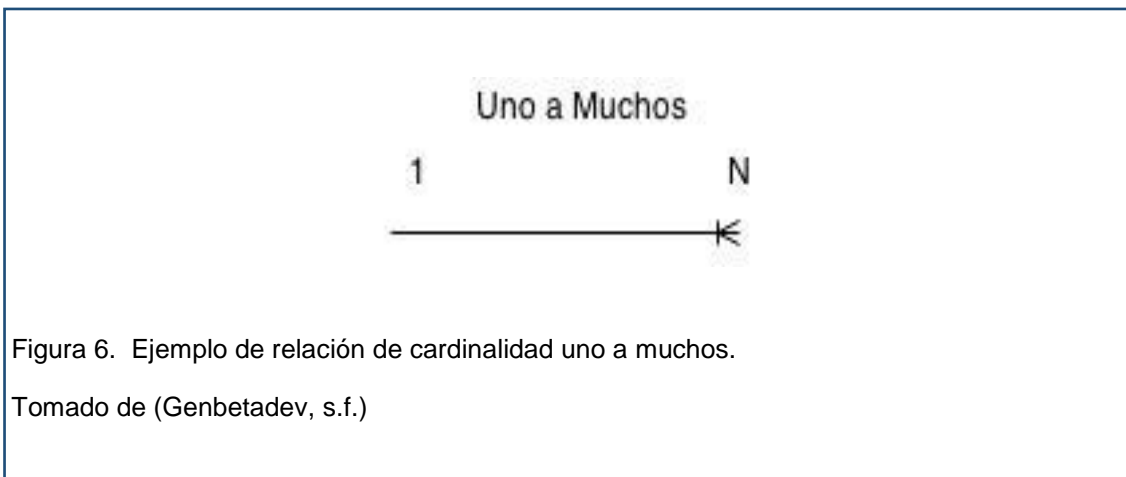 Uno a Muchos
1 N
Figura 6. Ejemplo de relación de cardinalidad uno a muchos.
Tomado de (Genbetadev, s.f.)